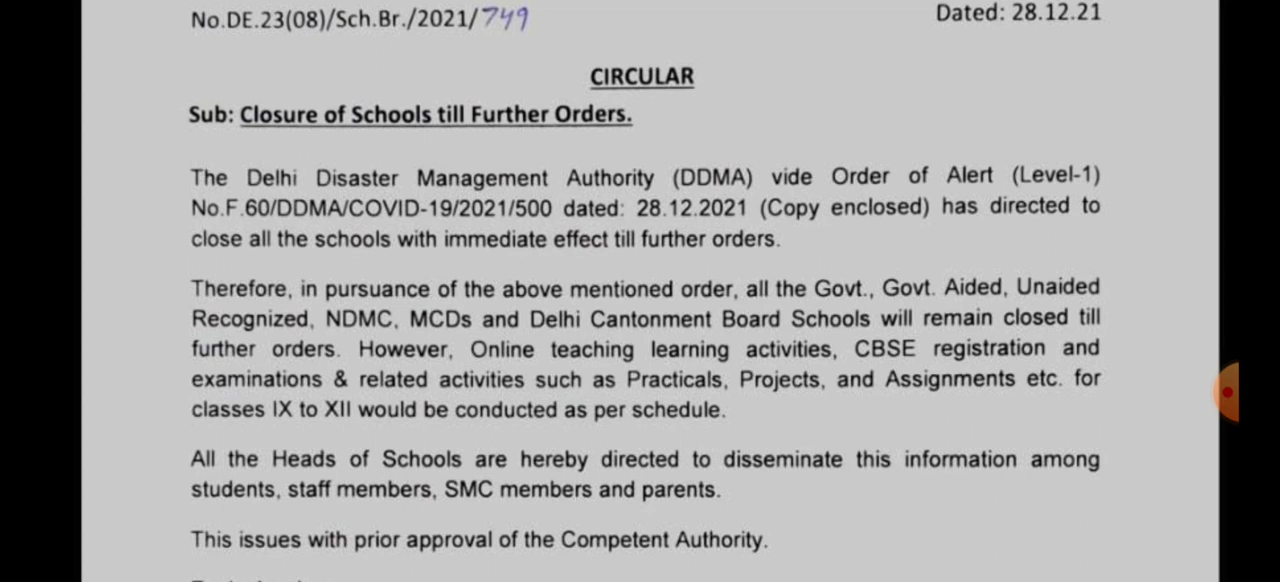 No.DE.23(08)/Sch.Br./2021/749
Dated: 28.12.21
CIRCULAR
Sub: Closure of Schools till Further Orders.
The Delhi Disaster Management Authority (DDMA) vide Order of Alert (Level-1)
No.F.60/DDMA/COVID-19/2021/500 dated: 28.12.2021 (Copy enclosed) has directed to
close all the schools with immediate effect till further orders.
Therefore, in pursuance of the above mentioned order, all the Govt., Govt. Aided, Unaided
Recognized, NDMC, MCDs and Delhi Cantonment Board Schools will remain closed till
further orders. However, Online teaching learning activities, CBSE registration and
examinations & related activities such as Practicals, Projects, and Assignments etc. for
classes IX to XII would be conducted as per schedule.
All the Heads of Schools are hereby directed to disseminate this information among
students, staff members, SMC members and parents.
This issues with prior approval of the Competent Authority.